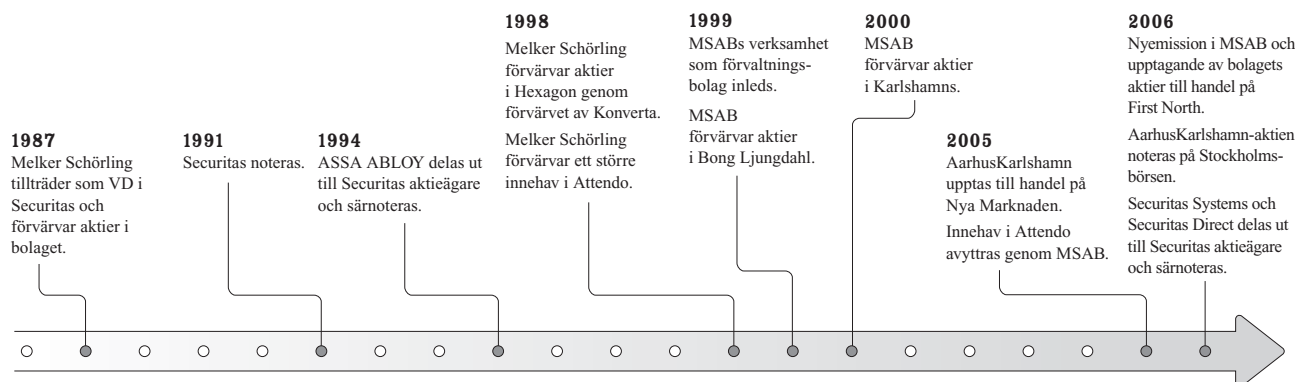 1987
Melker Schörling
tillträder som VD i
Securitas och
förvärvar aktier i
bolaget.
1991
Securitas noteras.
1994
ASSA ABLOY delas ut
till Securitas aktieägare
och särnoteras.
1998
Melker Schörling
förvärvar aktier
i Hexagon genom
förvärvet av Konverta.
Melker Schörling
förvärvar ett större
innehav i Attendo.
1999
MSABs verksamhet
som förvaltnings-
bolag inleds.
MSAB
förvärvar aktier
i Bong Ljungdahl.
2000
MSAB
förvärvar aktier
i Karlshamns.
2005
AarhusKarlshamn
upptas till handel på
Nya Marknaden.
Innehav i Attendo
avyttras genom MSAB.
2006
Nyemission i MSAB och
upptagande av bolagets
aktier till handel på
First North.
AarhusKarlshamn-aktien
noteras på Stockholms-
börsen.
Securitas Systems och
Securitas Direct delas ut
till Securitas aktieägare
och särnoteras.